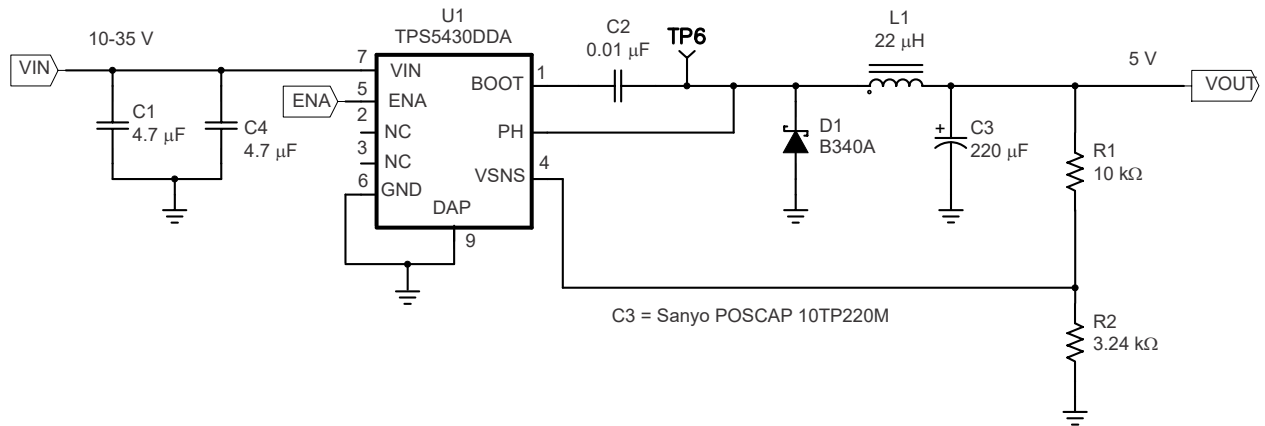 U1
TPS5430DDA
10-35 V
VIN
C1
4.7 μF
C4
4.7 μF
ENA
7
VIN
5
ENA
2
NC
3
NC
6
GND
DAP
9
BOOT
1
PH
VSNS
4
C2
0.01 μF
TP6
L1
22 μH
5 V
VOUT
D1
B340A
+
C3
220 μF
R1
10 kΩ
C3 = Sanyo POSCAP 10TP220M
R2
3.24 kΩ